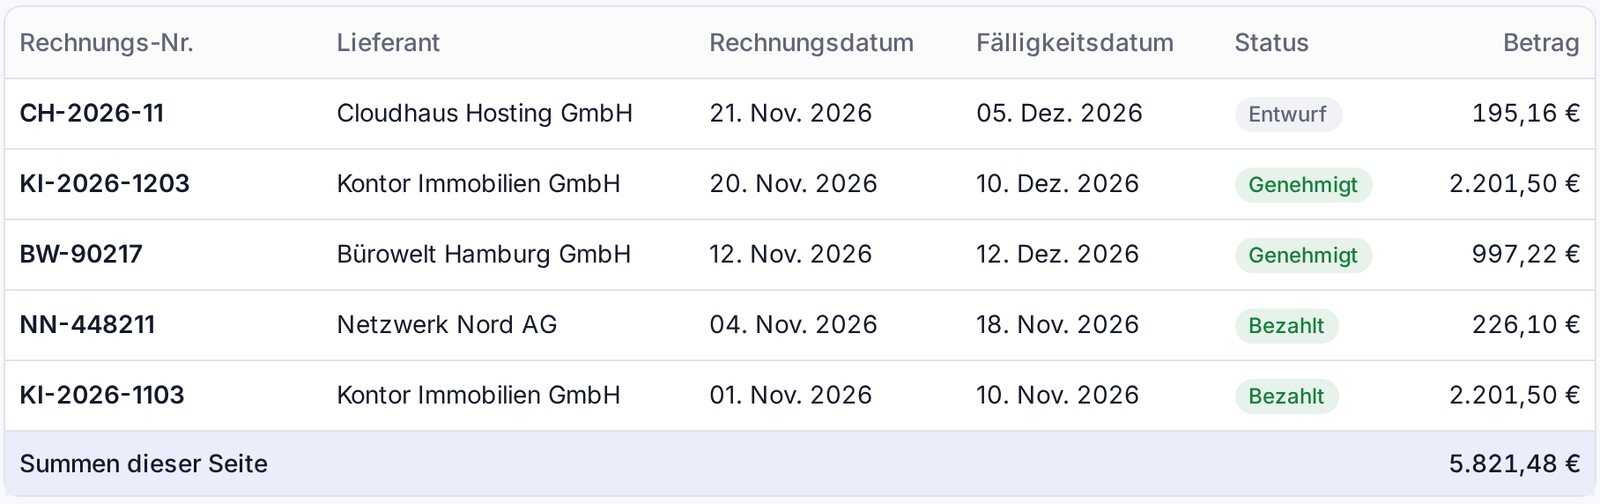 Rechnungs-Nr. Lieferant Rechnungsdatum Fälligkeitsdatum Status Betrag
CH-2026-11 Cloudhaus Hosting GmbH 21. Nov. 2026 05. Dez. 2026 Entwurf 195,16 €
KI-2026-1203 Kontor Immobilien GmbH 20. Nov. 2026 10. Dez. 2026 Genehmigt 2.201,50 €
BW-90217 Bürowelt Hamburg GmbH 12. Nov. 2026 12. Dez. 2026 Genehmigt 997,22 €
NN-448211 Netzwerk Nord AG 04. Nov. 2026 18. Nov. 2026 Bezahlt 226,10 €
KI-2026-1103 Kontor Immobilien GmbH 01. Nov. 2026 10. Nov. 2026 Bezahlt 2.201,50 €
Summen dieser Seite 5.821,48 €